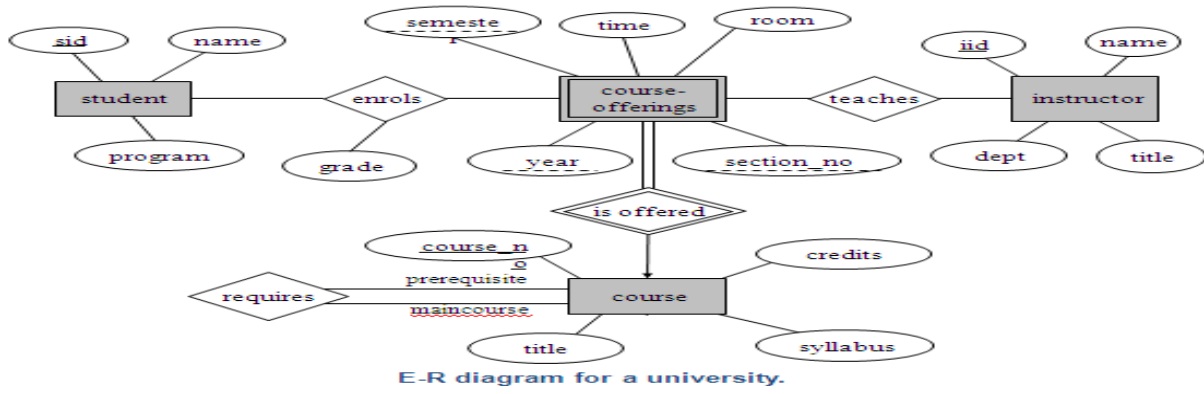 semeste
r
time
room
sid
name
iid
name
student
enrols
course-
offerings
teaches
instructor
program
grade
year
section_no
dept
title
is offered
course_n
o
credits
prerequisite
requires
course
maincourse
title
syllabus
E-R diagram for a university.